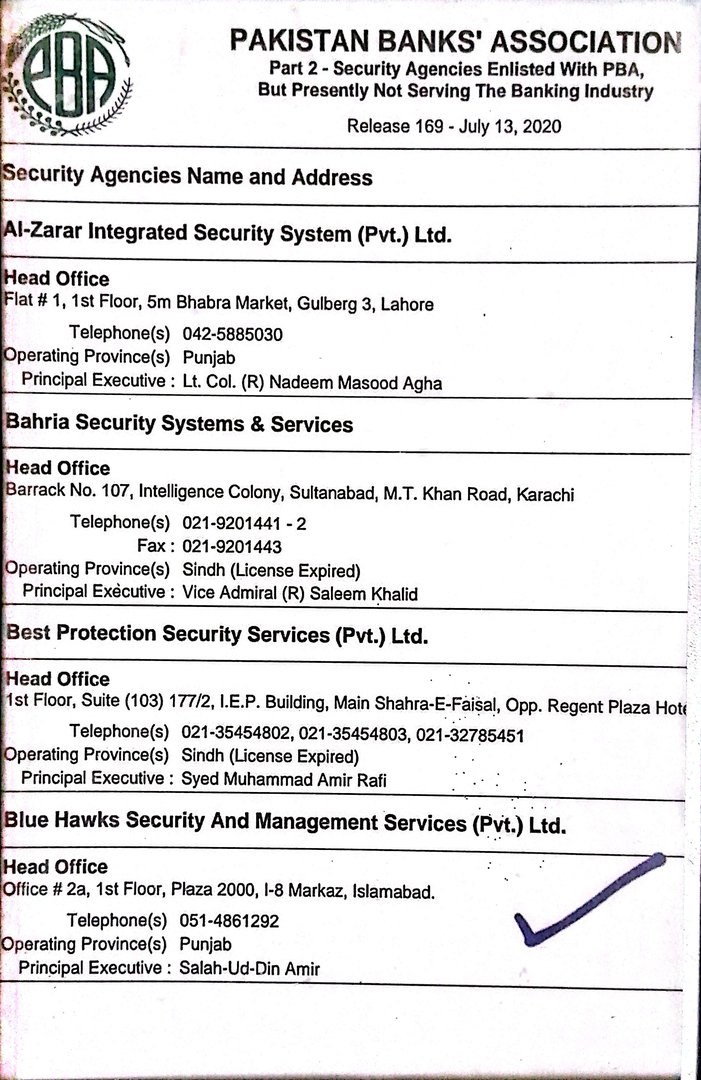 PBA
PAKISTAN BANKS' ASSOCIATION
Part 2 - Security Agencies Enlisted With PBA,
But Presently Not Serving The Banking Industry
Release 169 - July 13, 2020
Security Agencies Name and Address
Al-Zarar Integrated Security System (Pvt.) Ltd.
Head Office
Flat # 1, 1st Floor, 5m Bhabra Market, Gulberg 3, Lahore
Telephone(s) 042-5885030
Operating Province(s) Punjab
Principal Executive : Lt. Col. (R) Nadeem Masood Agha
Bahria Security Systems & Services
Head Office
Barrack No. 107, Intelligence Colony, Sultanabad, M.T. Khan Road, Karachi
Telephone(s) 021-9201441 - 2
Fax : 021-9201443
Operating Province(s) Sindh (License Expired)
Principal Executive : Vice Admiral (R) Saleem Khalid
Best Protection Security Services (Pvt.) Ltd.
Head Office
1st Floor, Suite (103) 177/2, I.E.P. Building, Main Shahra-E-Faisal, Opp. Regent Plaza
Telephone(s) 021-35454802, 021-35454803, 021-32785451
Operating Province(s) Sindh (License Expired)
Principal Executive : Syed Muhammad Amir Rafi
Blue Hawks Security And Management Services (Pvt.) Ltd.
Head Office
Office # 2a, 1st Floor, Plaza 2000, I-8 Markaz, Islamabad.
Telephone(s) 051-4861292
Operating Province(s) Punjab
Principal Executive : Salah-Ud-Din Amir